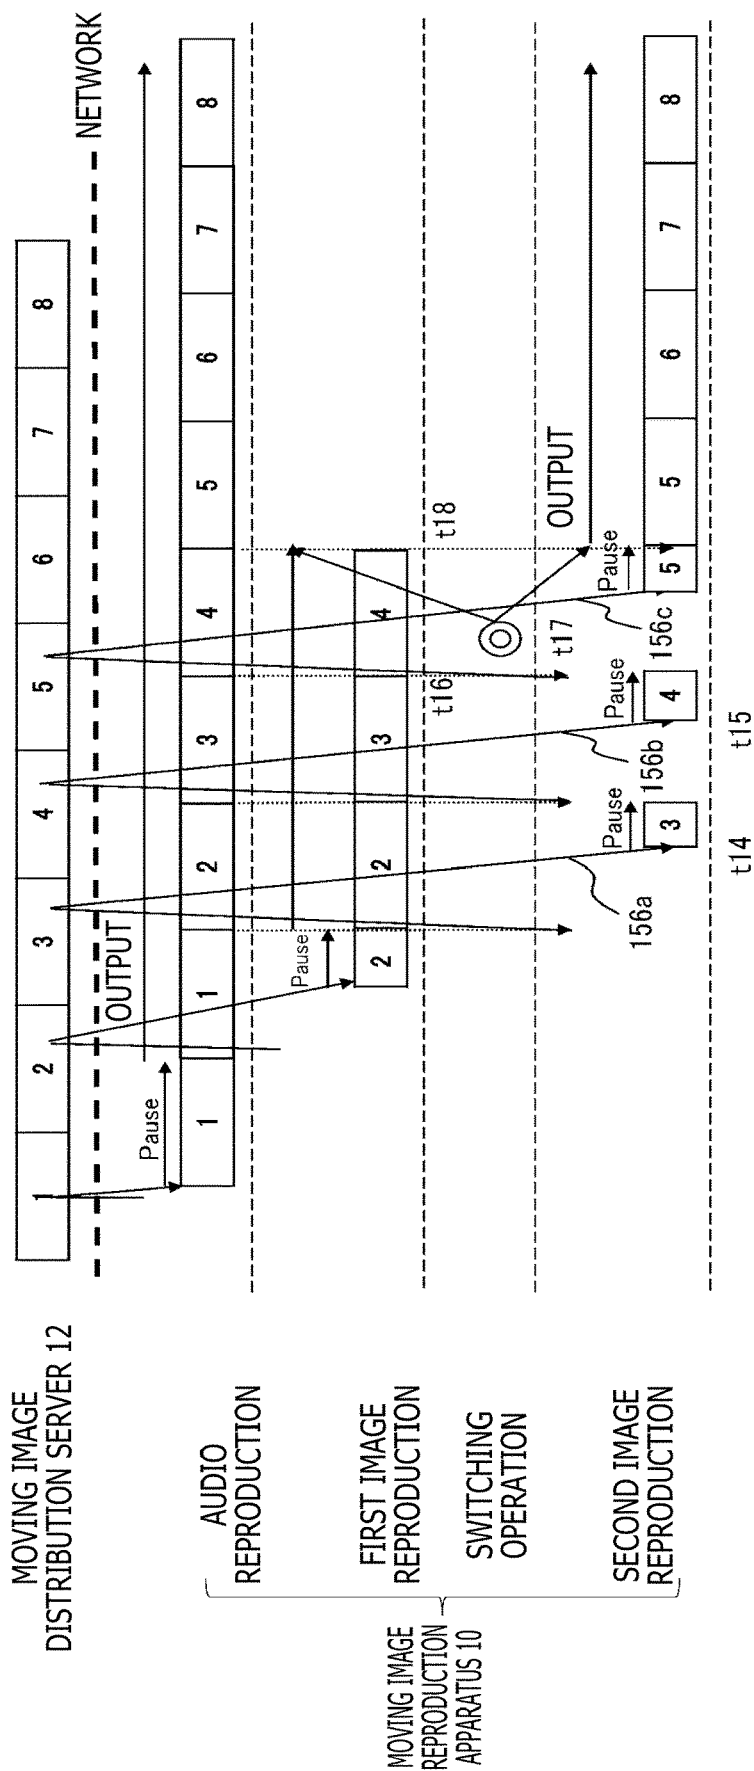 MOVING IMAGE
DISTRIBUTION SERVER 12
1 2 3 4 5 6 7 8
NETWORK
MOVING IMAGE
REPRODUCTION
APPARATUS 10
AUDIO
REPRODUCTION
Pause
OUTPUT
1 1 2 3 4 5 6 7 8
FIRST IMAGE
REPRODUCTION
Pause
2 2 3 4
t16
t18
SWITCHING
OPERATION
t17
OUTPUT
SECOND IMAGE
REPRODUCTION
156a
156b
156c
Pause
Pause
Pause
3 4 5 5 6 7 8
t14
t15